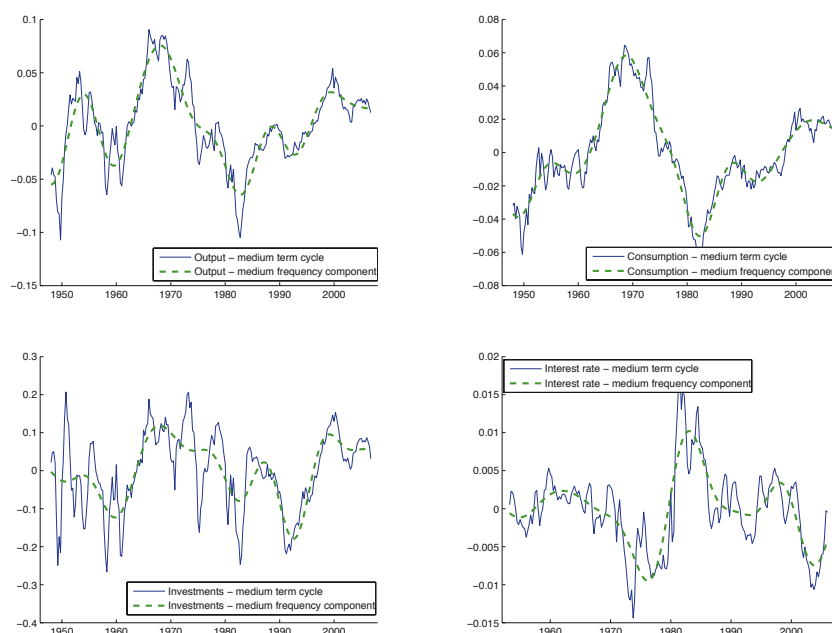 0.1
0.05
0
−0.05
−0.1
−0.15
1950 1960 1970 1980 1990 2000
Output − medium term cycle
Output − medium frequency component
0.08
0.06
0.04
0.02
0
−0.02
−0.04
−0.06
−0.08
1950 1960 1970 1980 1990 2000
Consumption − medium term cycle
Consumption − medium frequency compone
0.3
0.2
0.1
0
−0.1
−0.2
−0.3
−0.4
1950 1960 1970 1980 1990 2000
Investments − medium term cycle
Investments − medium frequency component
0.02
0.015
0.01
0.005
0
−0.005
−0.01
−0.015
1960 1970 1980 1990 2000
Interest rate − medium term cycle
Interest rate − medium frequency component